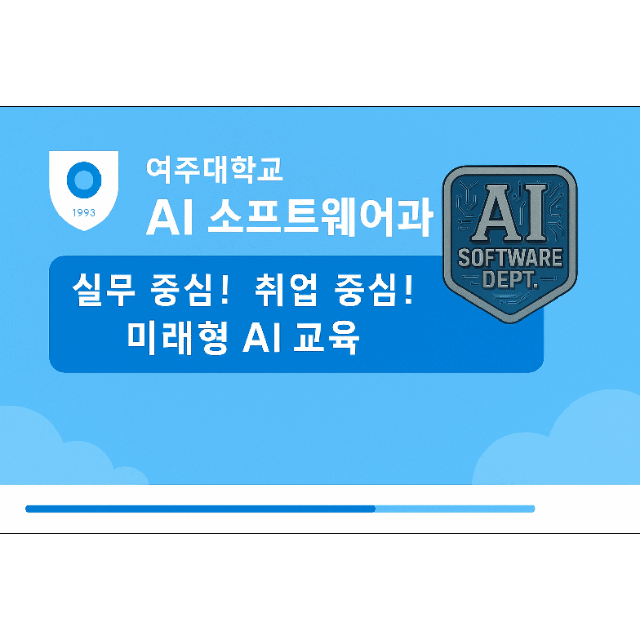 1993
여주대학교
AI 소프트웨어과
실무 중심! 취업 중심!
미래형 AI 교육
AI
SOFTWARE
DEPT.